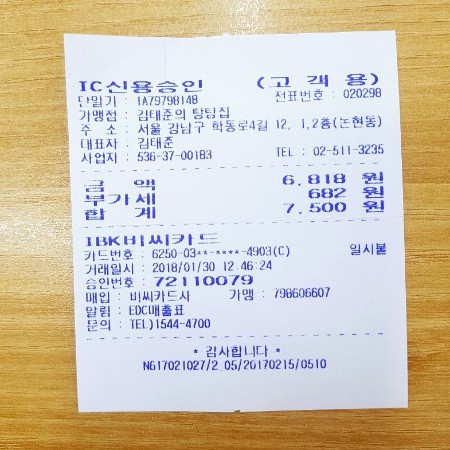 IC신용승인 (고 객 용)
단말기 : 1A79798148 전표번호 : 020298
가맹점 : 김태준의 탕탕집
주 소 : 서울 강남구 학동로4길 12, 1,2층(논현동)
대표자 : 김태준
사업자 : 536-37-00183 TEL : 02-511-3235
금 액 6,818 원
부가세 682 원
합 계 7,500 원
IBK비씨카드
카드번호 : 6250-03**-****-4903(C) 일시불
거래일시 : 2018/01/30 12:46:24
승인번호 : 72110079
매입 : 비씨카드사 가맹 : 798606607
알림 : EDC매출표
문의 : TEL)1544-4700
* 감사합니다 *
N617021027/2.05/20170215/0510